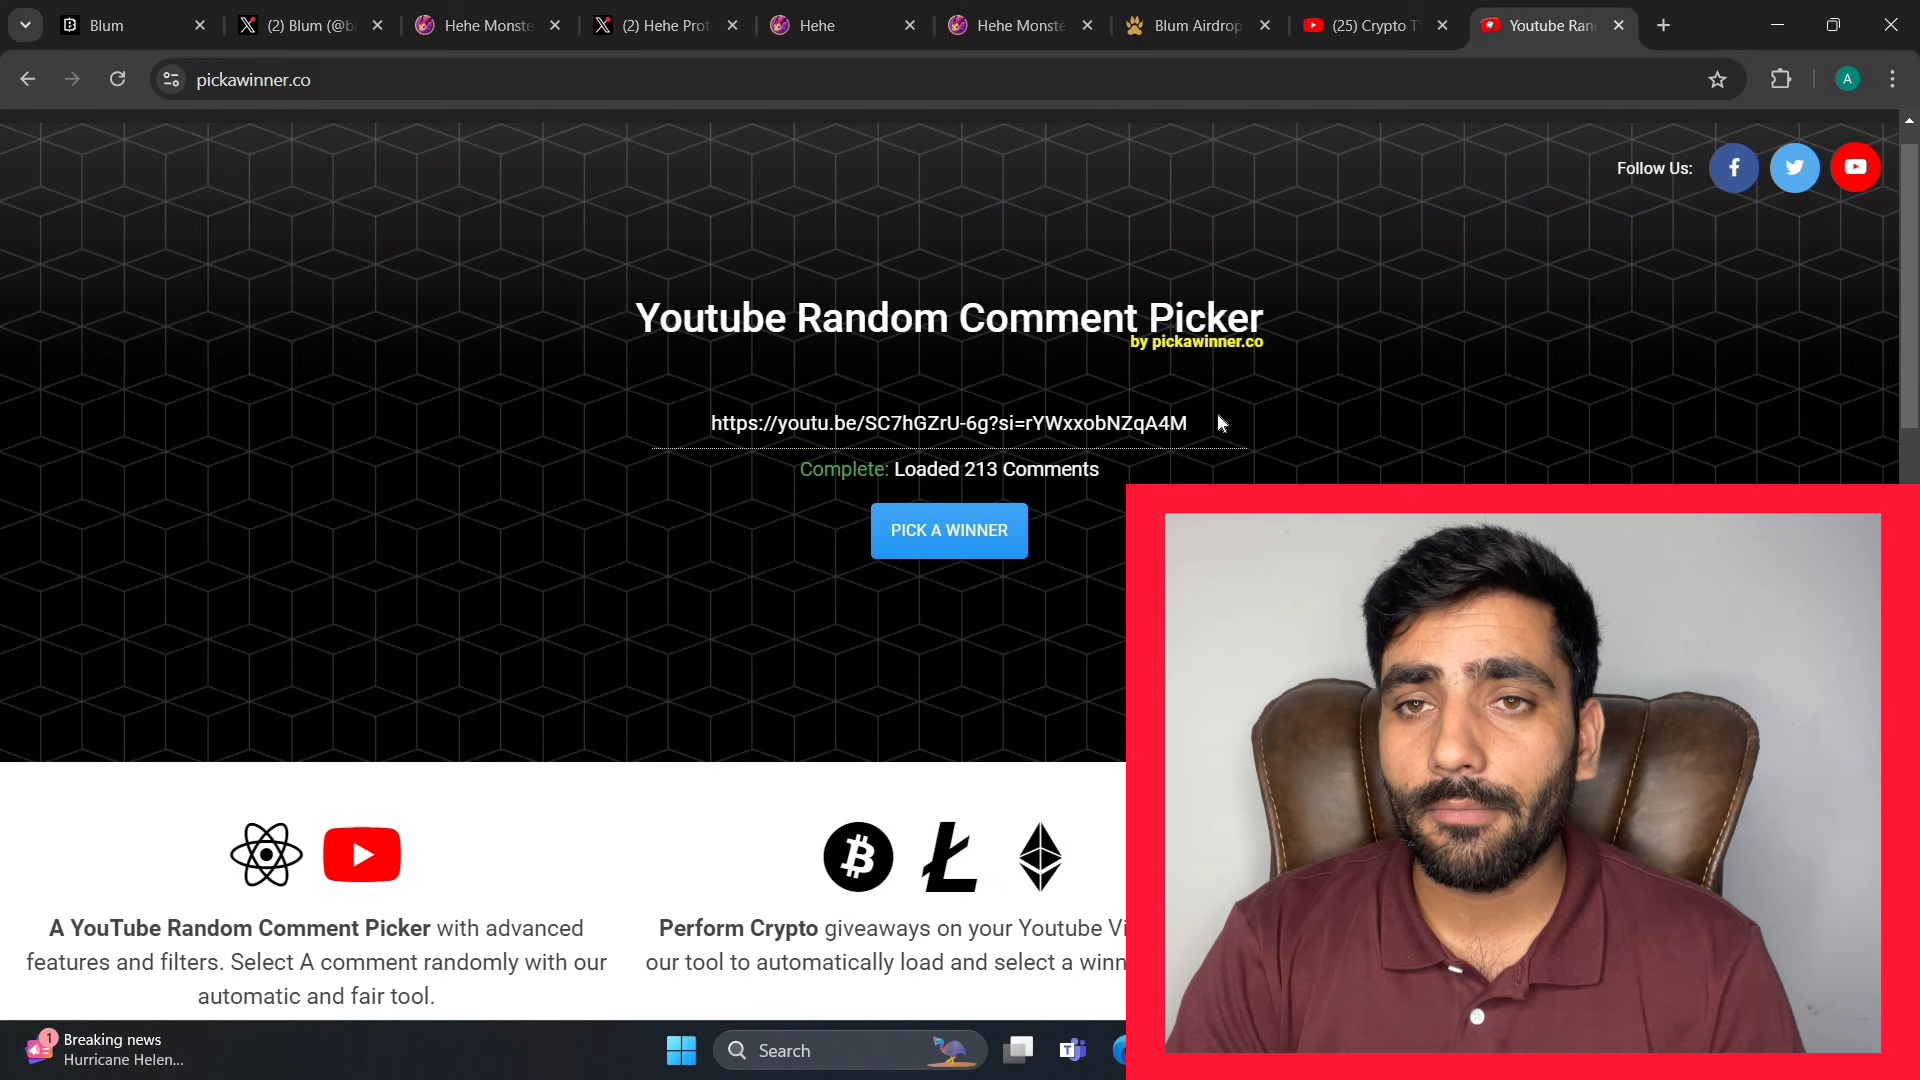 Blum
(2) Blum (@b
Hehe Monste
(2) Hehe Prot
Hehe
Hehe Monste
Blum Airdrop
(25) Crypto T
Youtube Ran
pickawinner.co
A
Follow Us:
Youtube Random Comment Picker
by pickawinner.co
https://youtu.be/SC7hGZrU-6g?si=rYWxxobNZqA4M
Complete: Loaded 213 Comments
PICK A WINNER
A YouTube Random Comment Picker with advanced
features and filters. Select A comment randomly with our
automatic and fair tool.
Perform Crypto giveaways on your Youtube Vi
our tool to automatically load and select a winn
1
Breaking news
Hurricane Helen...
Search